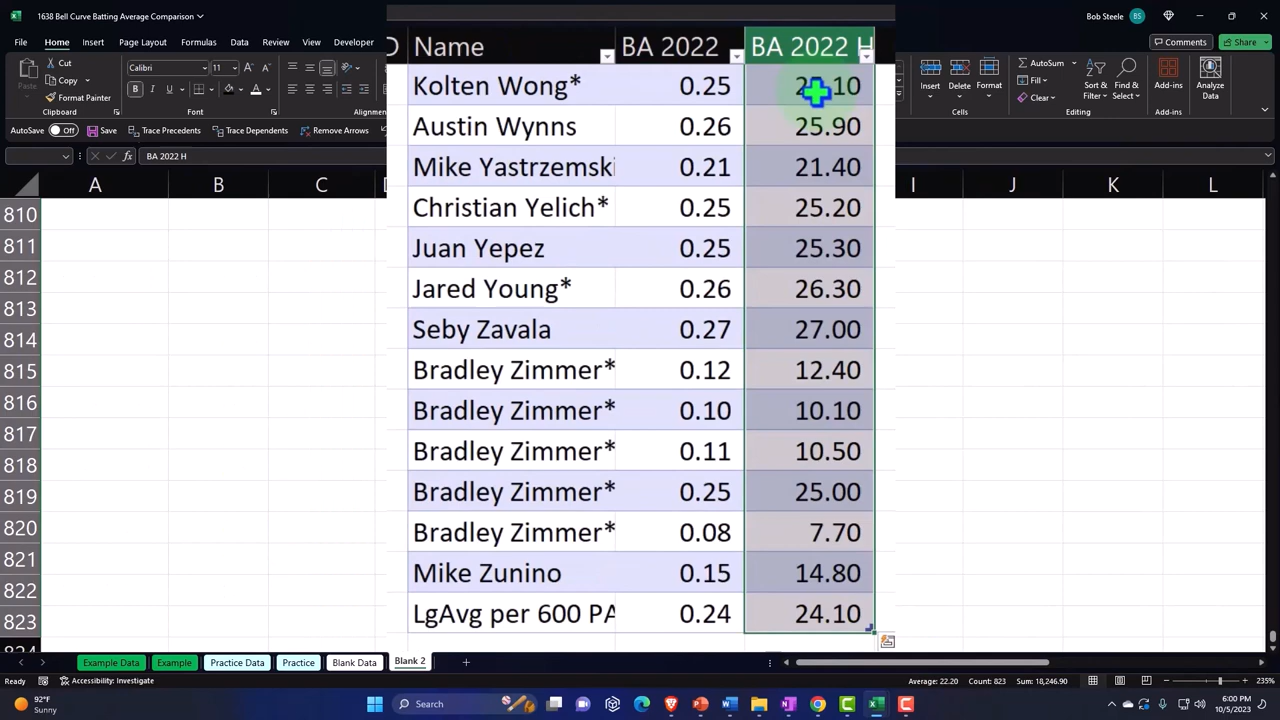 1638 Bell Curve Batting Average Comparison
Bob Steele BS
File Home Insert Page Layout Formulas Data Review View Developer
Comments Share
Cut
Copy
Format Painter
Calibri 11
Insert Delete Format
AutoSum
Fill
Clear
Sort & Filter Find & Select Add-ins Analyze Data
Cells Editing Add-ins
AutoSave Off Save Trace Precedents Remove Arrows
BA 2022 H
A B C I J K L
Name BA 2022 BA 2022 H
Kolten Wong* 0.25
Austin Wynns 0.26 25.90
Mike Yastrzemski 0.21 21.40
Christian Yelich* 0.25 25.20
Juan Yepez 0.25 25.30
Jared Young* 0.26 26.30
Seby Zavala 0.27 27.00
Bradley Zimmer* 0.12 12.40
Bradley Zimmer* 0.10 10.10
Bradley Zimmer* 0.11 10.50
Bradley Zimmer* 0.25 25.00
Bradley Zimmer* 0.08 7.70
Mike Zunino 0.15 14.80
LgAvg per 600 PA 0.24 24.10
810
811
812
813
814
815
816
817
818
819
820
821
822
823
Example Data Example Practice Data Practice Blank Data Blank 2
Ready Accessibility: Investigate
Average: 22.20 Count: 823 Sum: 18,246.90 235%
92°F
Sunny
Search
6:00 PM
10/5/2023